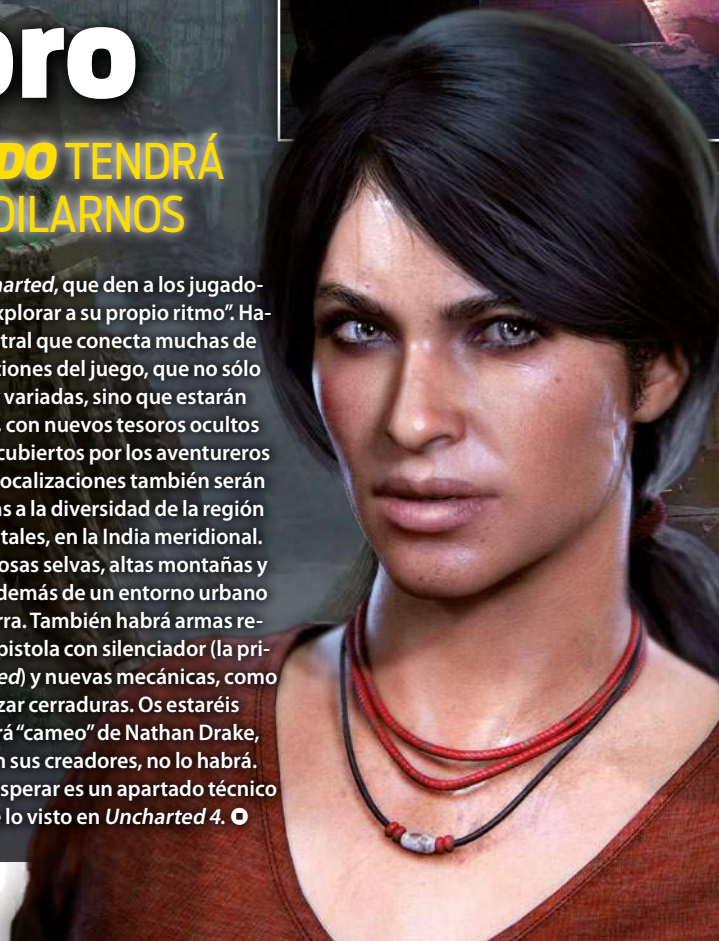 oro
DO TENDRÁ
DILARNOS
harted, que den a los jugado-
xplorar a su propio ritmo”. Ha-
tral que conecta muchas de
ciones del juego, que no sólo
variadas, sino que estarán
, con nuevos tesoros ocultos
cubiertos por los aventureros
ocalizaciones también serán
as a la diversidad de la región
tales, en la India meridional.
osas selvas, altas montañas y
demás de un entorno urbano
rra. También habrá armas re-
pistola con silenciador (la pri-
ed) y nuevas mecánicas, como
zar cerraduras. Os estaréis
rá “cameo” de Nathan Drake,
n sus creadores, no lo habrá.
sperar es un apartado técnico
e lo visto en Uncharted 4.